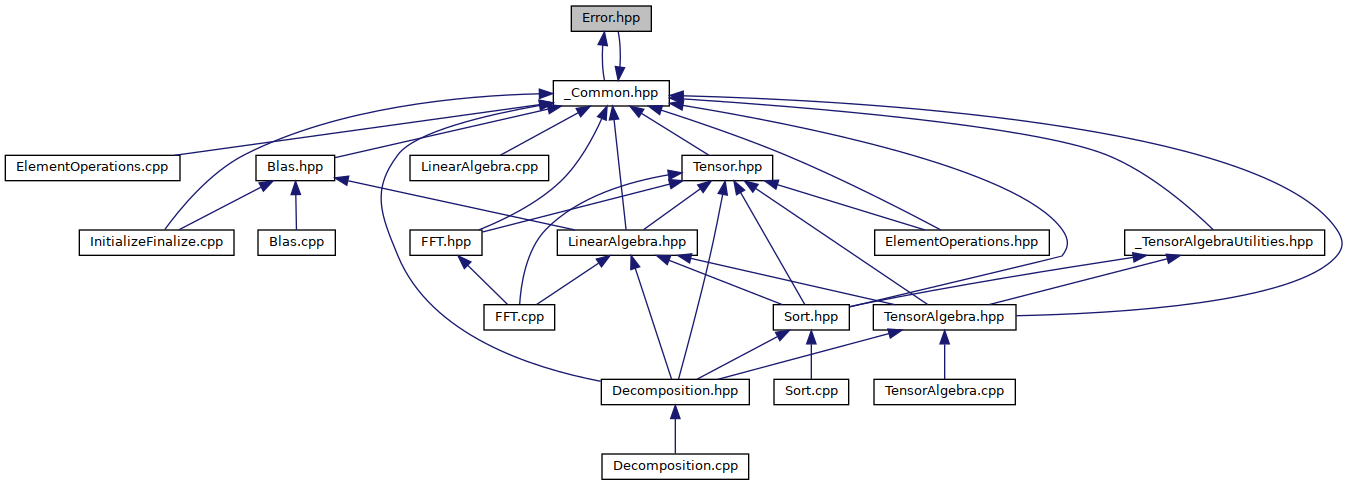 Error.hpp
_Common.hpp
ElementOperations.cpp
Blas.hpp
LinearAlgebra.cpp
Tensor.hpp
InitializeFinalize.cpp
Blas.cpp
FFT.hpp
LinearAlgebra.hpp
ElementOperations.hpp
_TensorAlgebraUtilities.hpp
FFT.cpp
Sort.hpp
TensorAlgebra.hpp
Decomposition.hpp
Sort.cpp
TensorAlgebra.cpp
Decomposition.cpp